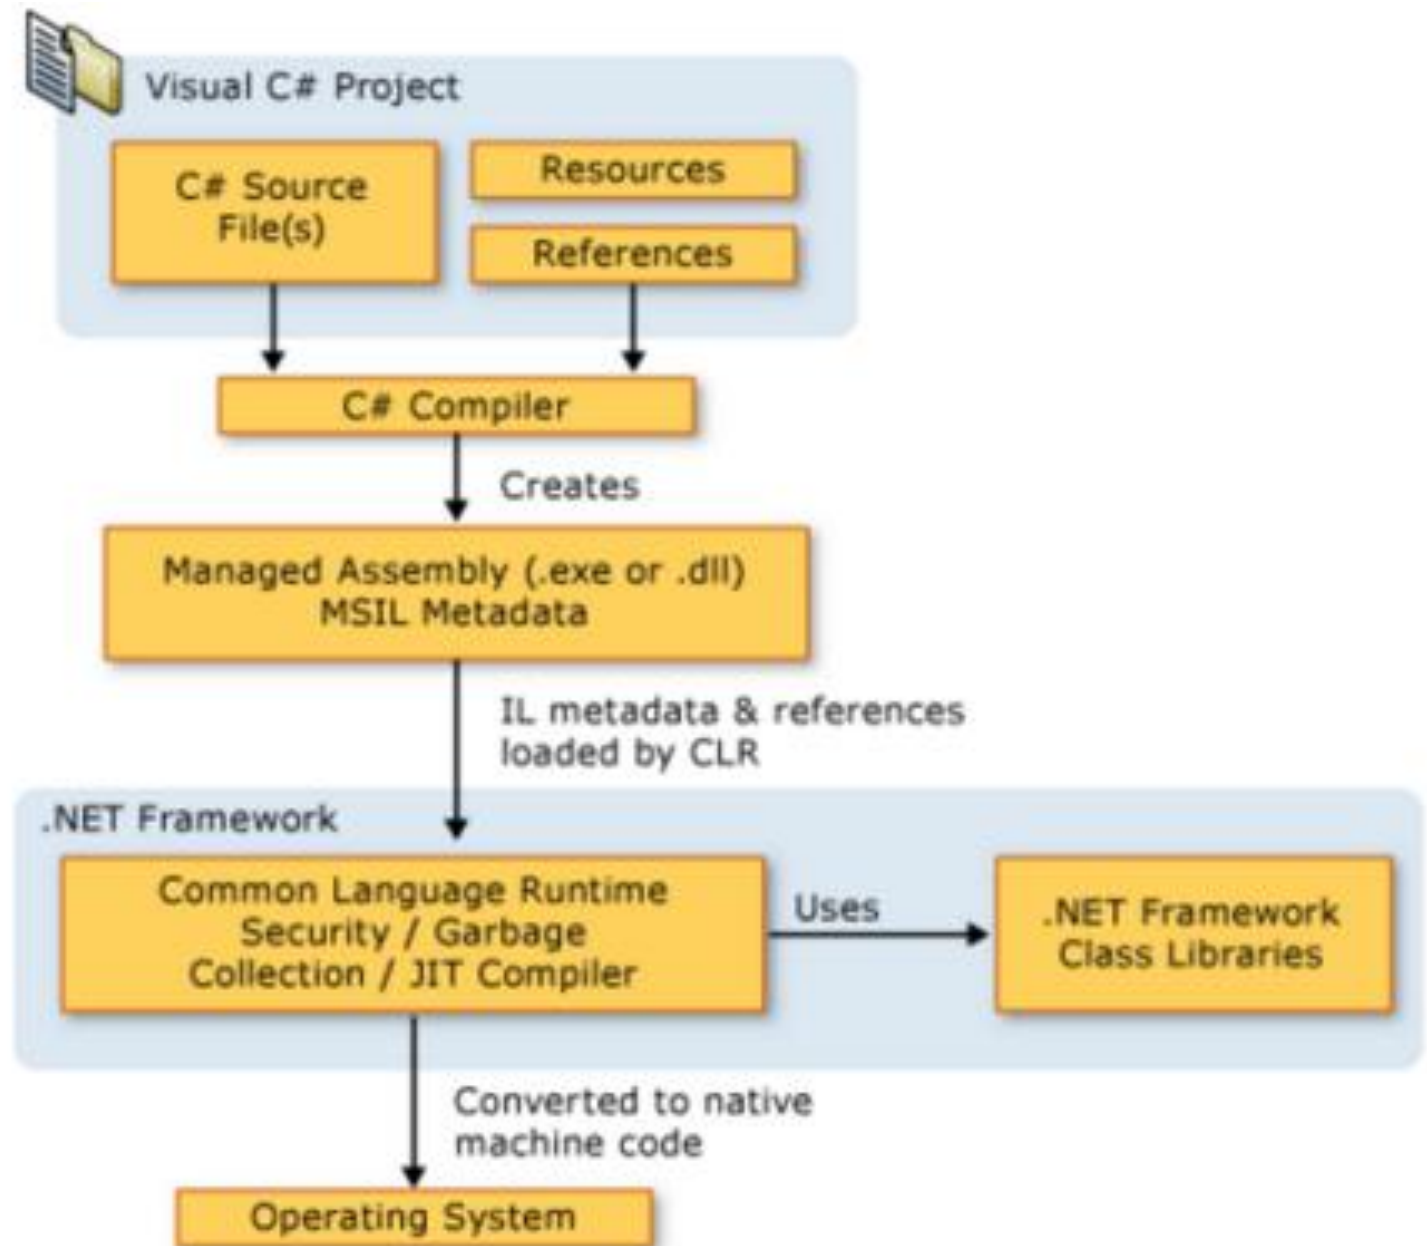 Visual C# Project
C# Source
File(s)
Resources
References
C# Compiler
Creates
Managed Assembly (.exe or .dll)
MSIL Metadata
IL metadata & references
loaded by CLR
.NET Framework
Common Language Runtime
Security / Garbage
Collection / JIT Compiler
Uses
.NET Framework
Class Libraries
Converted to native
machine code
Operating System